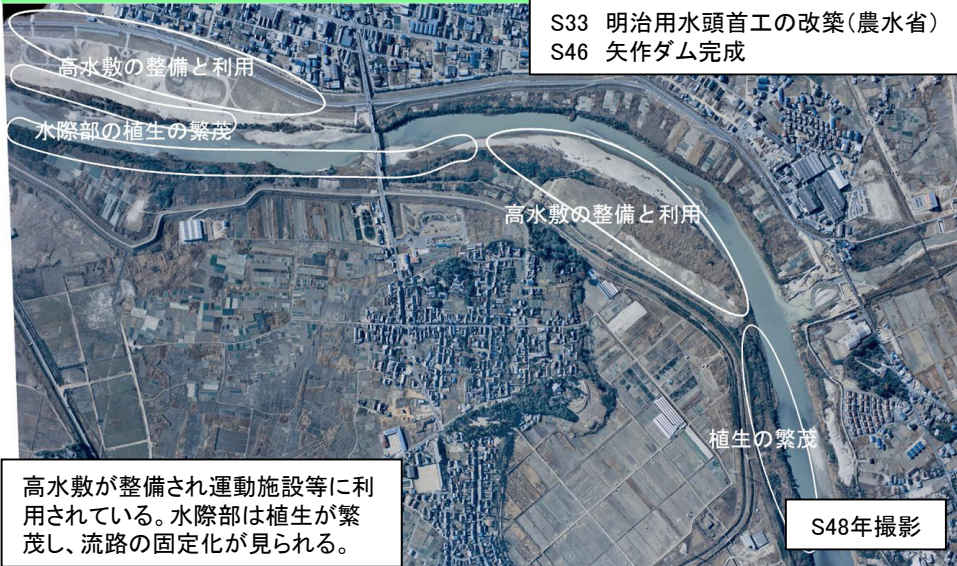 S33 明治用水頭首工の改築（農水省）
S46 矢作ダム完成
高水敷の整備と利用
水際部の植生の繁茂
高水敷の整備と利用
植生の繁茂
高水敷が整備され運動施設等に利
用されている。水際部は植生が繁
茂し、流路の固定化が見られる。
S48年撮影